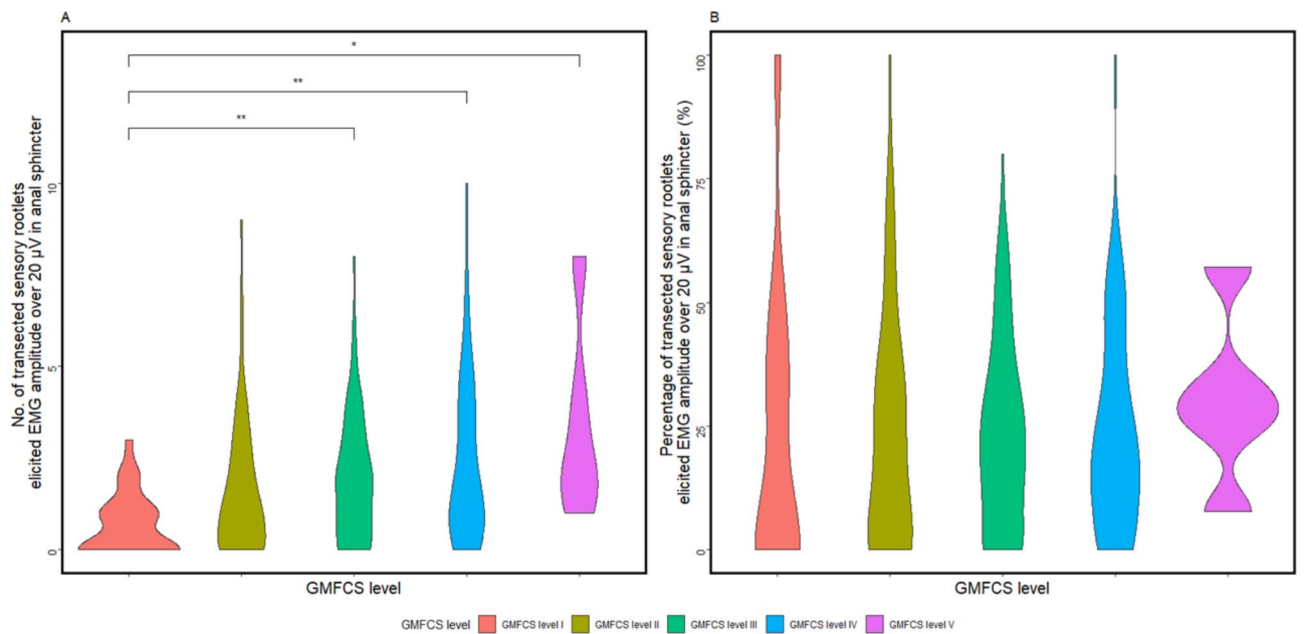 A
No. of transected sensory rootlets
elicited EMG amplitude over 20 µV in anal sphincter
10
5
0
*
**
**
GMFCS level
B
Percentage of transected sensory rootlets
elicited EMG amplitude over 20 µV in anal sphincter (%)
100
75
50
25
0
GMFCS level
GMFCS level GMFCS level I GMFCS level II GMFCS level III GMFCS level IV GMFCS level V